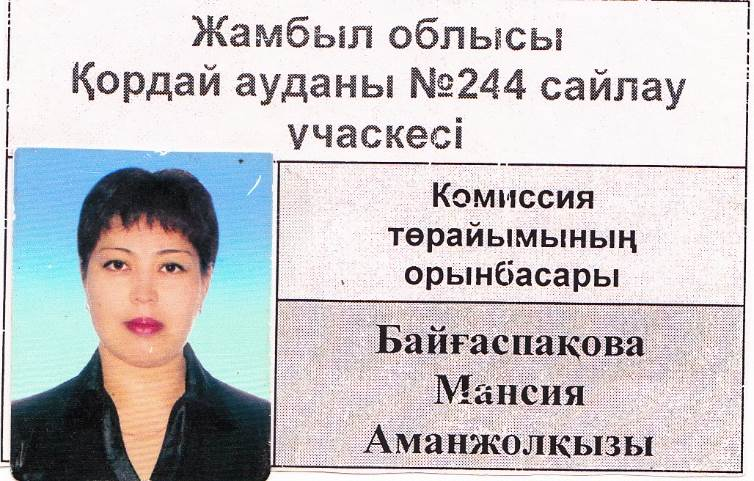 Жамбыл облысы
Қордай ауданы №244 сайлау
учаскесі
Комиссия
төрайымының
орынбасары
Байғаспақова
Мансия
Аманжолқызы